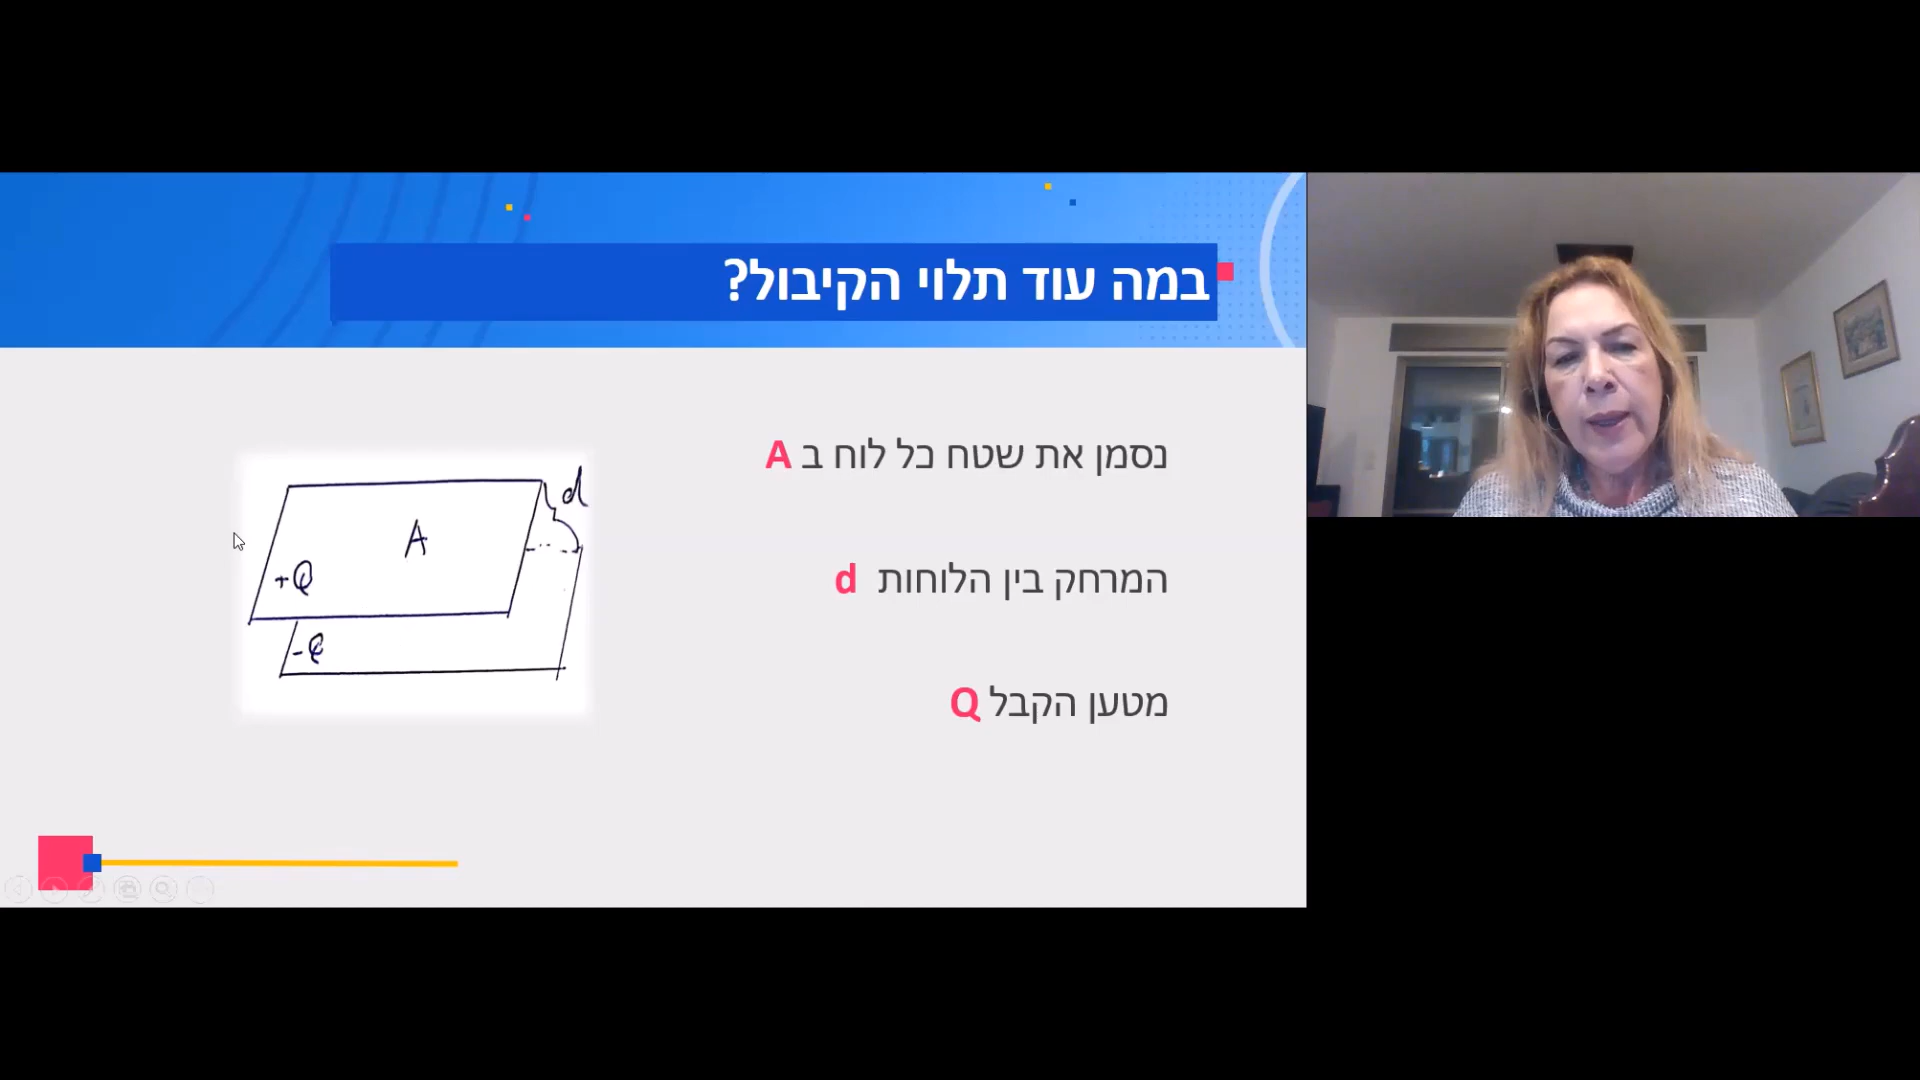 במה עוד תלוי הקיבול?
נסמן את שטח כל לוח ב A
המרחק בין הלוחות d
מטען הקבל Q
d
A
+Q
-Q